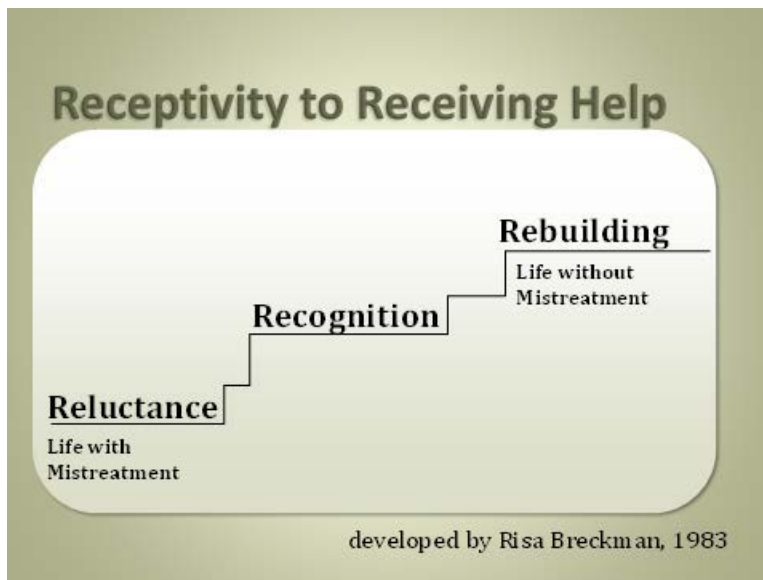 Receptivity to Receiving Help
Rebuilding
Life without
Mistreatment
Recognition
Reluctance
Life with
Mistreatment
developed by Risa Breckman, 1983